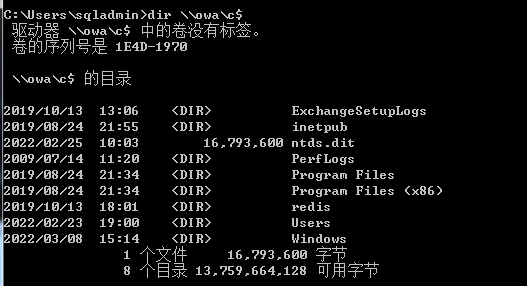 C:\Users\sqladmin>dir \\owa\c$
 驱动器 \\owa\c$ 中的卷没有标签。
 卷的序列号是 1E4D-1970

 \\owa\c$ 的目录

2019/10/13  13:06    <DIR>          ExchangeSetupLogs
2019/08/24  21:55    <DIR>          inetpub
2022/02/25  10:03        16,793,600 ntds.dit
2009/07/14  11:20    <DIR>          PerfLogs
2019/08/24  21:34    <DIR>          Program Files
2019/08/24  21:34    <DIR>          Program Files (x86)
2019/10/13  18:01    <DIR>          redis
2022/02/23  19:00    <DIR>          Users
2022/03/08  15:14    <DIR>          Windows
               1 个文件     16,793,600 字节
               8 个目录 13,759,664,128 可用字节